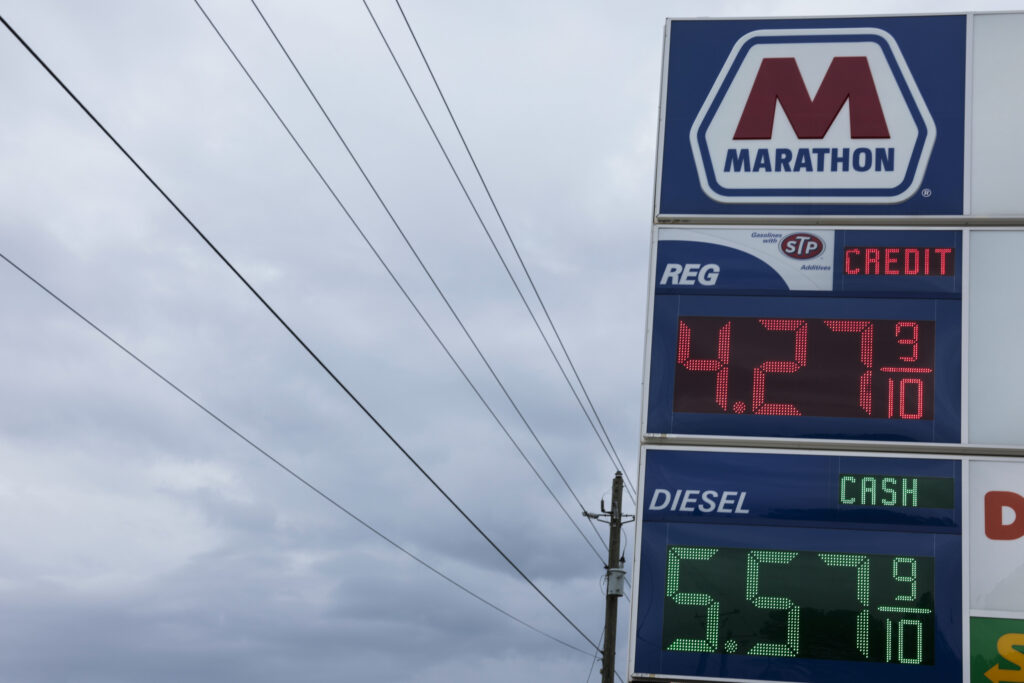 M
MARATHON
®
Gasolines
with
STP
Additives
REG
CREDIT
4.27 9/10
DIESEL
CASH
5.57 9/10
D
S